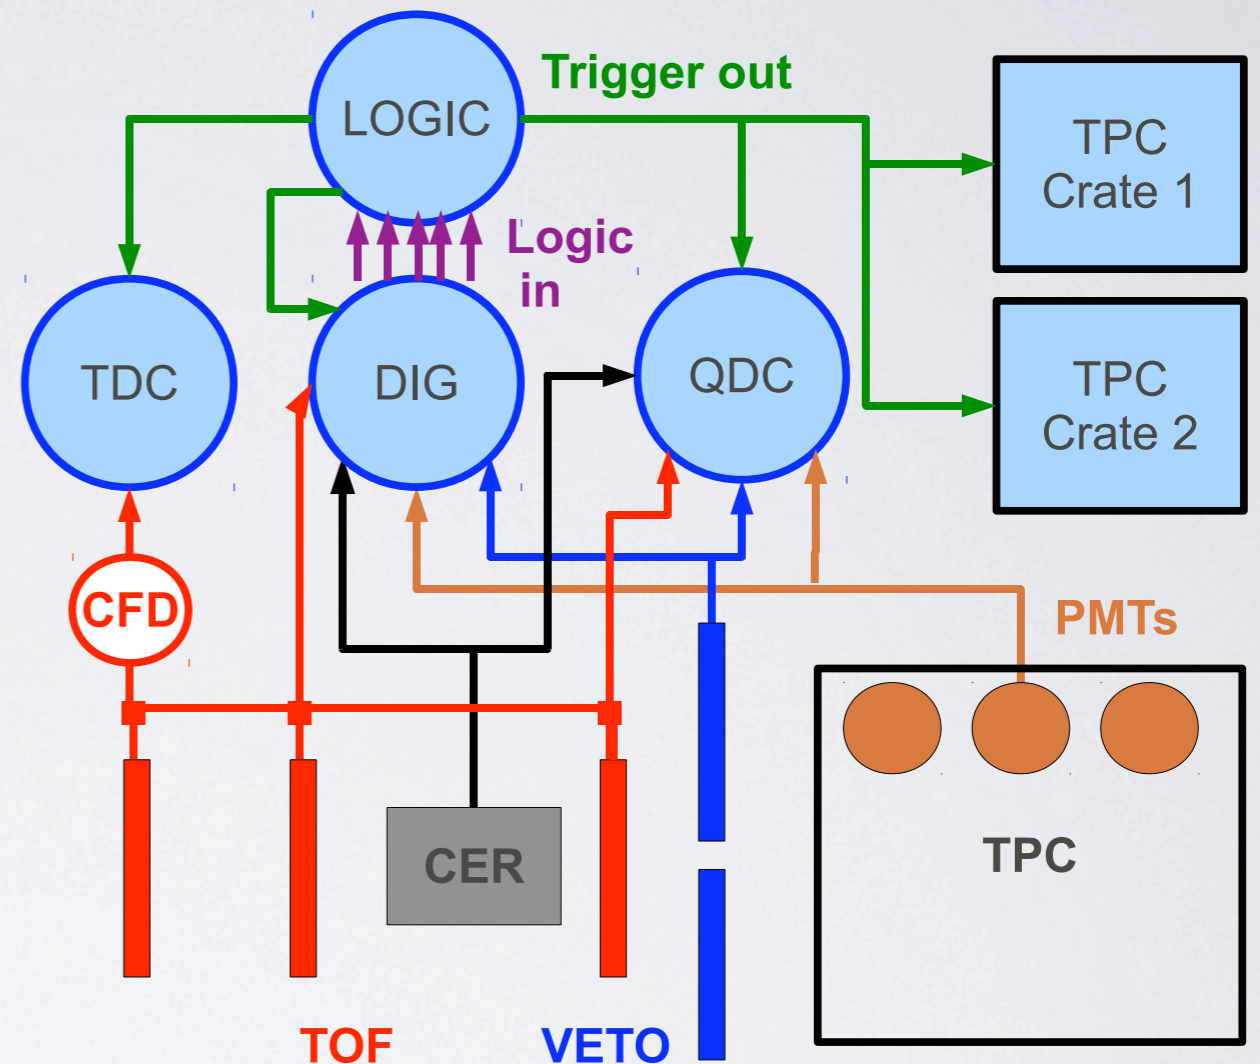 LOGIC
Trigger out
TPC
Crate 1
Logic
in
TDC
DIG
QDC
TPC
Crate 2
CFD
PMTs
CER
TPC
TOF
VETO